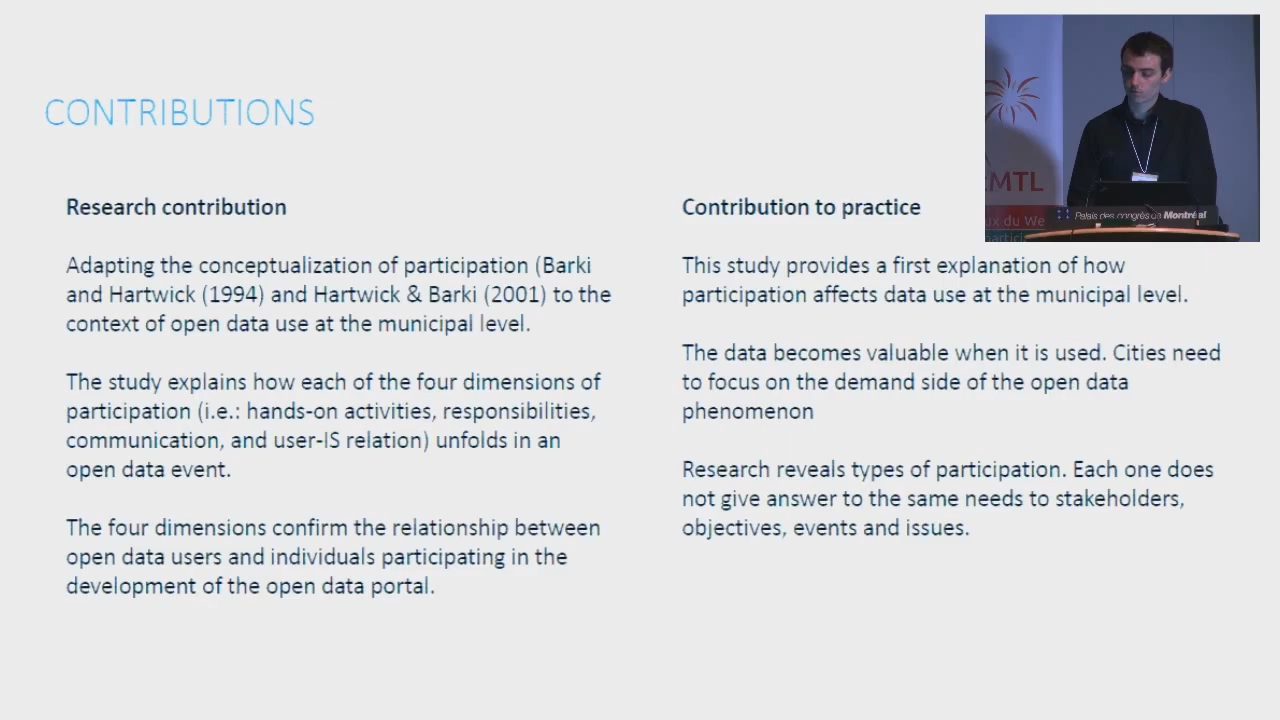 CONTRIBUTIONS
Research contribution
Adapting the conceptualization of participation (Barki
and Hartwick (1994) and Hartwick & Barki (2001) to the
context of open data use at the municipal level.
The study explains how each of the four dimensions of
participation (i.e.: hands-on activities, responsibilities,
communication, and user-IS relation) unfolds in an
open data event.
The four dimensions confirm the relationship between
open data users and individuals participating in the
development of the open data portal.
Contribution to practice
This study provides a first explanation of how
participation affects data use at the municipal level.
The data becomes valuable when it is used. Cities need
to focus on the demand side of the open data
phenomenon
Research reveals types of participation. Each one does
not give answer to the same needs to stakeholders,
objectives, events and issues.
MTL
ux du We
particip
Palais des congrès de Montréal